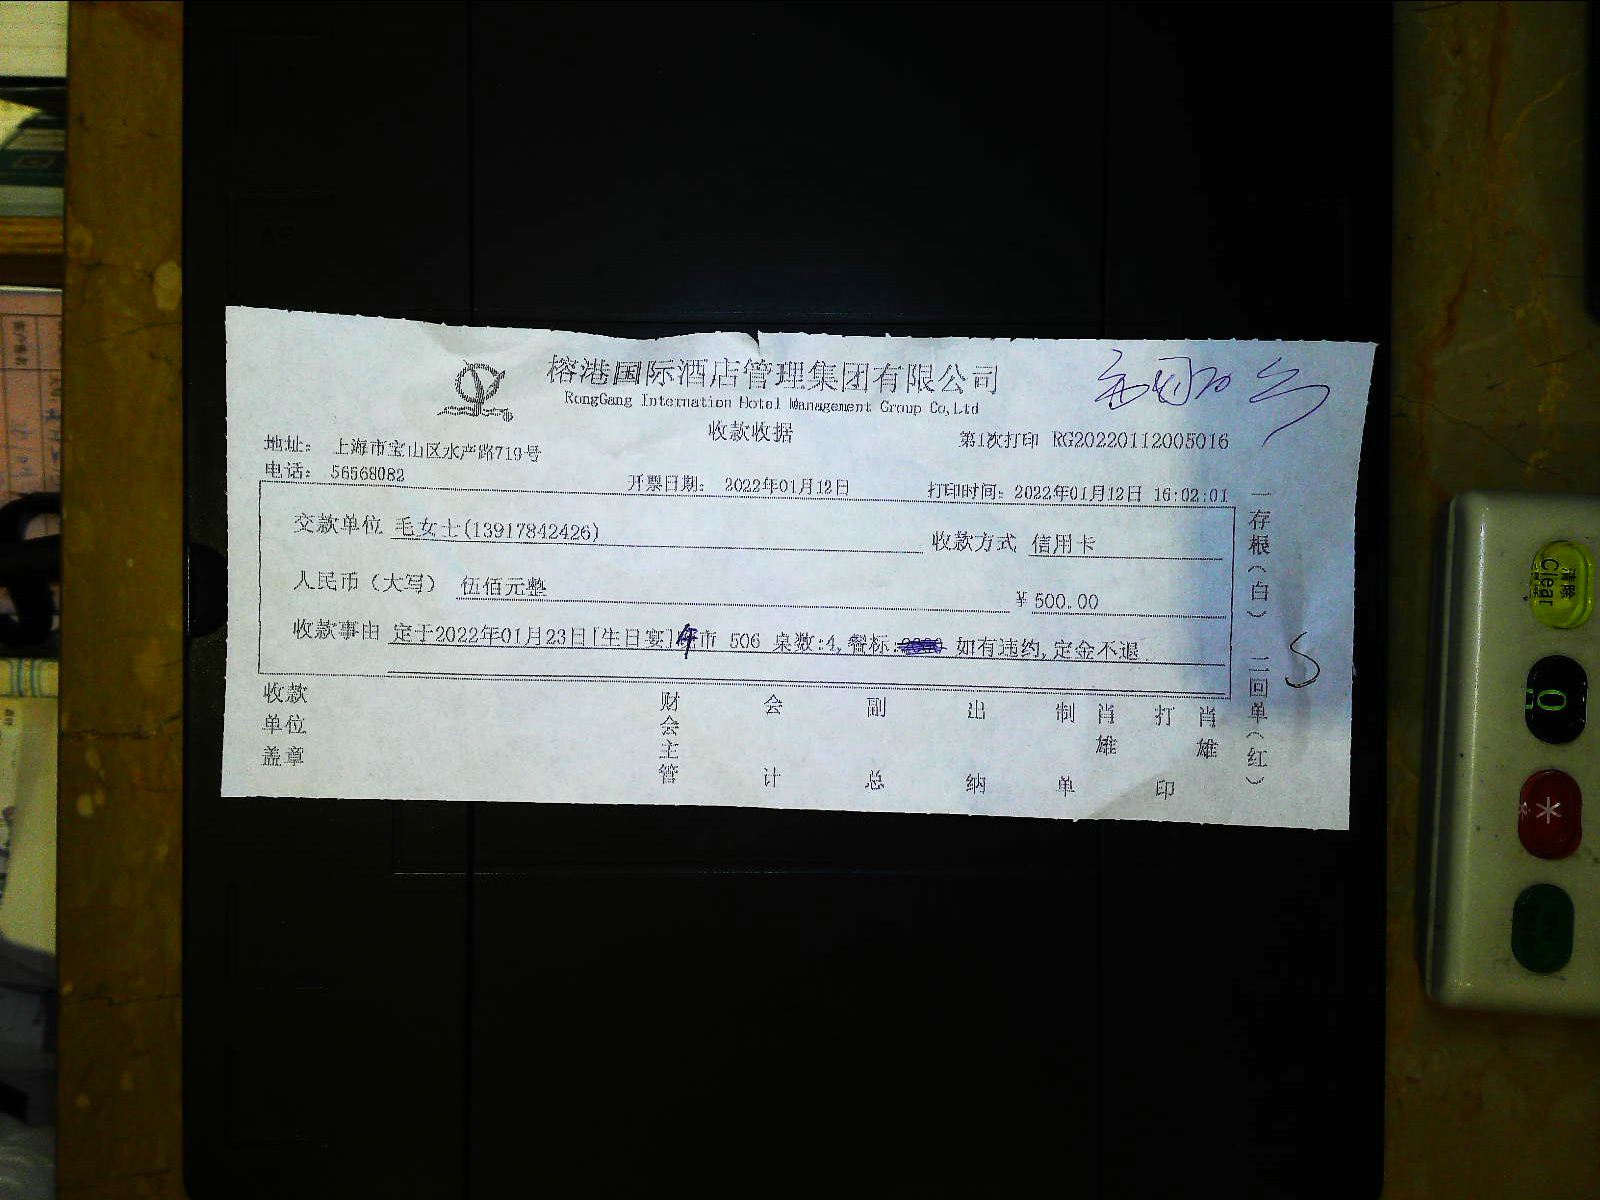 榕港国际酒店管理集团有限公司
RongGang Internation Hotel Management Group Co,Ltd
收款收据
第1次打印 RG20220112005016
地址： 上海市宝山区水产路719号
电话： 56568082
开票日期： 2022年01月12日
打印时间：2022年01月12日 16:02:01
交款单位 毛女士(13917842426)
收款方式 信用卡
人民币（大写） 伍佰元整
¥ 500.00
收款事由 定于2022年01月23日[生日宴]午市 506 桌数:4,餐标: 如有违约,定金不退
收款单位盖章
财会主管
会计
副总
出纳
制单 肖雄
打印 肖雄
一存根（白） 二回单（红）
5
清除
Clear
0
*